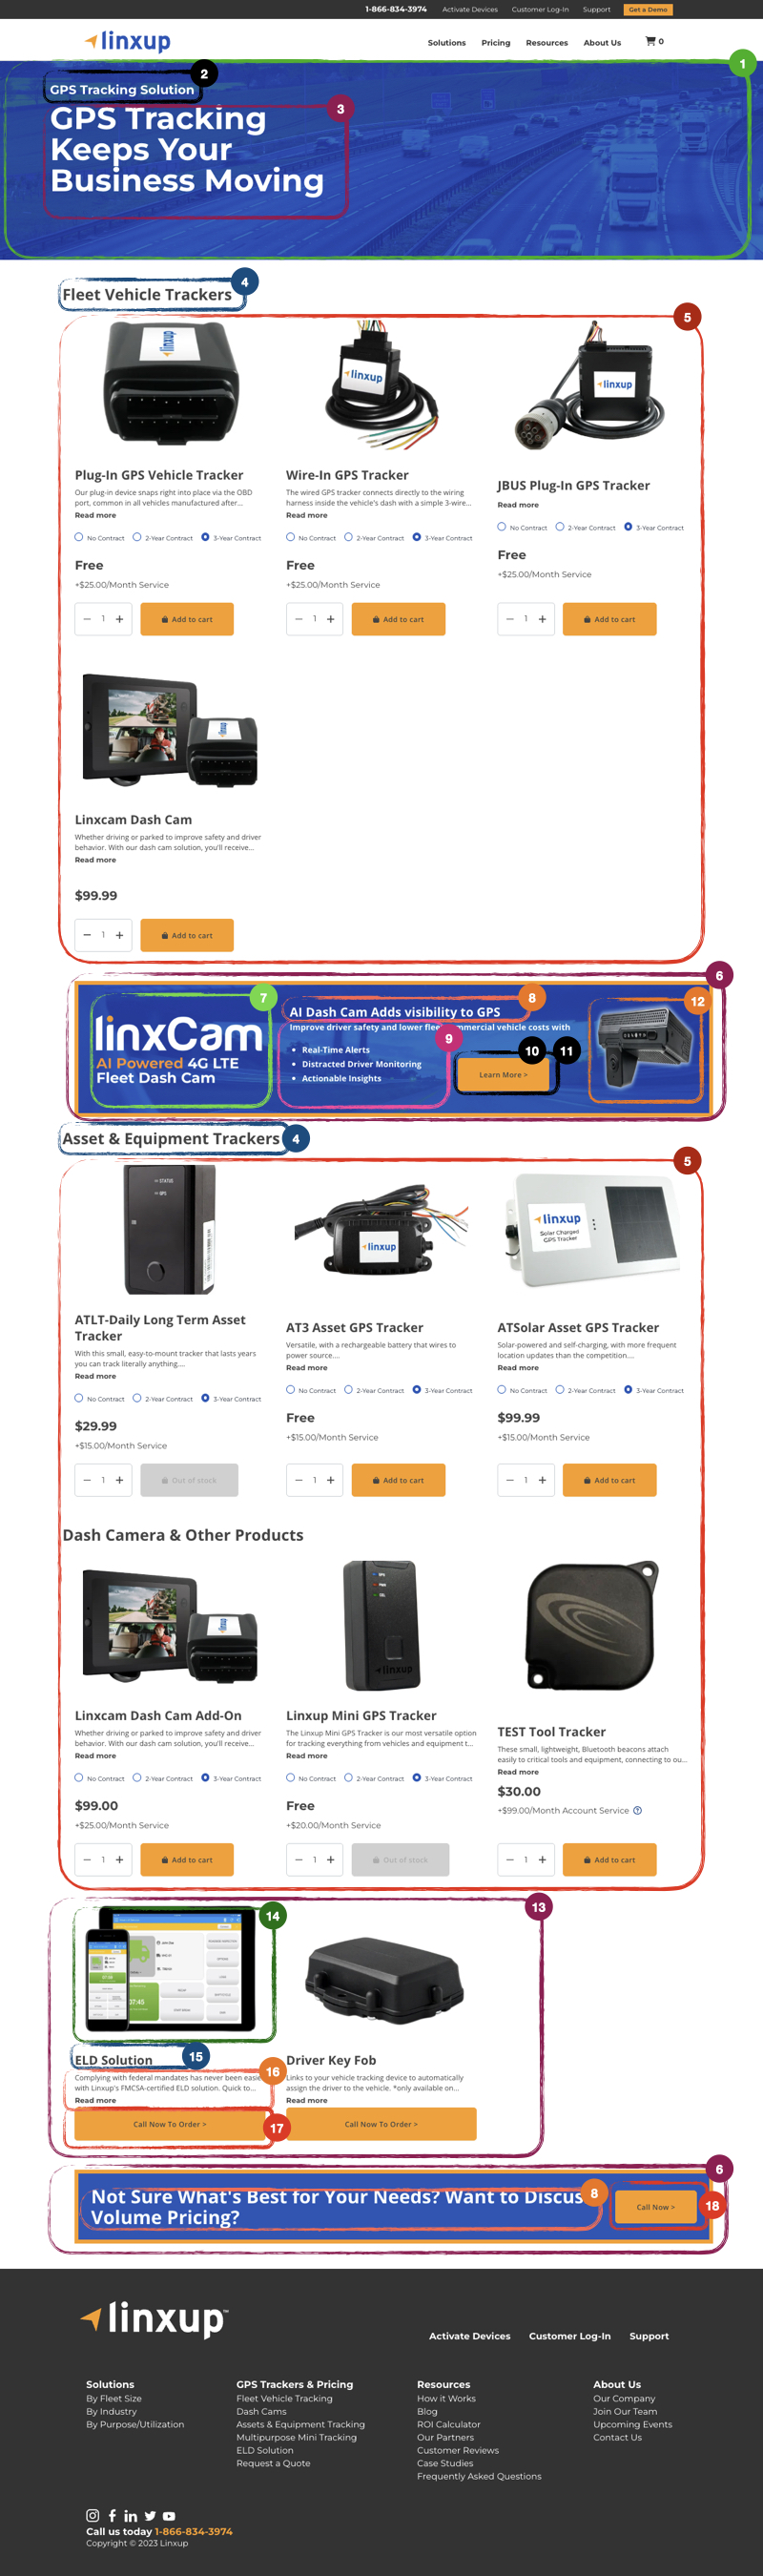 1-866-834-3974 Activate Devices Customer Log-In Support Get a Demo
linxup
Solutions Pricing Resources About Us 0
1
2
GPS Tracking Solution
3
GPS Tracking
Keeps Your
Business Moving
4
Fleet Vehicle Trackers
5
linxup linxup linxup
Plug-In GPS Vehicle Tracker
Our plug-in device snaps right into place via the OBD
port, common in all vehicles manufactured after...
Read more
No Contract 2-Year Contract 3-Year Contract
Free
+$25.00/Month Service
1 Add to cart
Wire-In GPS Tracker
The wired GPS tracker connects directly to the wiring
harness inside the vehicle's dash with a simple 3-wire...
Read more
No Contract 2-Year Contract 3-Year Contract
Free
+$25.00/Month Service
1 Add to cart
JBUS Plug-In GPS Tracker
Read more
No Contract 2-Year Contract 3-Year Contract
Free
+$25.00/Month Service
1 Add to cart
Linxcam Dash Cam
Whether driving or parked to improve safety and driver
behavior. With our dash cam solution, you'll receive...
Read more
$99.99
1 Add to cart
6
7
linxCam
AI Powered 4G LTE
Fleet Dash Cam
8
AI Dash Cam Adds visibility to GPS
Improve driver safety and lower fleet commercial vehicle costs with
9
• Real-Time Alerts
• Distracted Driver Monitoring
• Actionable Insights
10 11
Learn More >
12
Asset & Equipment Trackers 4
5
STATUS
GPS
linxup
linxup
Solar Charged
GPS Tracker
ATLT-Daily Long Term Asset
Tracker
With this small, easy-to-mount tracker that lasts years
you can track literally anything....
Read more
No Contract 2-Year Contract 3-Year Contract
$29.99
+$15.00/Month Service
1 Out of stock
AT3 Asset GPS Tracker
Versatile, with a rechargeable battery that wires to
power source....
Read more
No Contract 2-Year Contract 3-Year Contract
Free
+$15.00/Month Service
1 Add to cart
ATSolar Asset GPS Tracker
Solar-powered and self-charging, with more frequent
location updates than the competition....
Read more
No Contract 2-Year Contract 3-Year Contract
$99.99
+$15.00/Month Service
1 Add to cart
Dash Camera & Other Products
linxup
Linxcam Dash Cam Add-On
Whether driving or parked to improve safety and driver
behavior. With our dash cam solution, you'll receive...
Read more
No Contract 2-Year Contract 3-Year Contract
$99.00
+$25.00/Month Service
1 Add to cart
Linxup Mini GPS Tracker
The Linxup Mini GPS Tracker is our most versatile option
for tracking everything from vehicles and equipment t...
Read more
No Contract 2-Year Contract 3-Year Contract
Free
+$20.00/Month Service
1 Out of stock
TEST Tool Tracker
These small, lightweight, Bluetooth beacons attach
easily to critical tools and equipment, connecting to ou...
Read more
$30.00
+$99.00/Month Account Service
1 Add to cart
13
14
07:45
15
ELD Solution
16
Complying with federal mandates has never been easie
with Linxup's FMCSA-certified ELD solution. Quick to...
Read more
17
Call Now To Order >
Driver Key Fob
Links to your vehicle tracking device to automatically
assign the driver to the vehicle. *only available on...
Read more
Call Now To Order >
6
Not Sure What's Best for Your Needs? Want to Discus
Volume Pricing?
8
Call Now >
18
linxup™
Activate Devices Customer Log-In Support
Solutions
By Fleet Size
By Industry
By Purpose/Utilization
GPS Trackers & Pricing
Fleet Vehicle Tracking
Dash Cams
Assets & Equipment Tracking
Multipurpose Mini Tracking
ELD Solution
Request a Quote
Resources
How it Works
Blog
ROI Calculator
Our Partners
Customer Reviews
Case Studies
Frequently Asked Questions
About Us
Our Company
Join Our Team
Upcoming Events
Contact Us
Call us today 1-866-834-3974
Copyright © 2023 Linxup